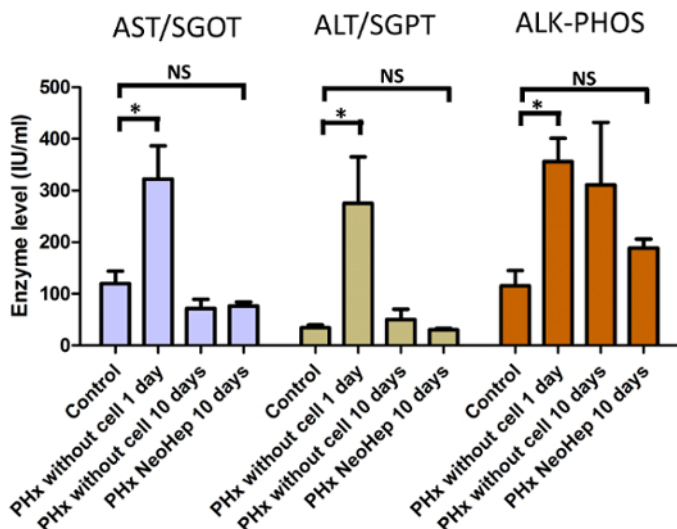 AST/SGOT ALT/SGPT ALK-PHOS
NS NS NS
* * *
Enzyme level (IU/ml)
500
400
300
200
100
0
Control
PHx without cell 1 day
PHx without cell 10 days
PHx NeoHep 10 days
Control
PHx without cell 1 day
PHx without cell 10 days
PHx NeoHep 10 days
Control
PHx without cell 1 day
PHx without cell 10 days
PHx NeoHep 10 days